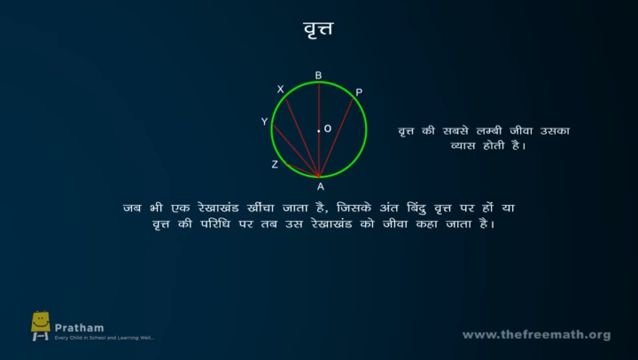 वृत्त
B
X
P
Y
O
वृत्त की सबसे लम्बी जीवा उसका
व्यास होती है।
Z
A
जब भी एक रेखाखंड खींचा जाता है, जिसके अंत बिंदु वृत्त पर हों या
वृत्त की परिधि पर तब उस रेखाखंड को जीवा कहा जाता है।
Pratham
Every Child in School and Learning Well...
www.thefreemath.org